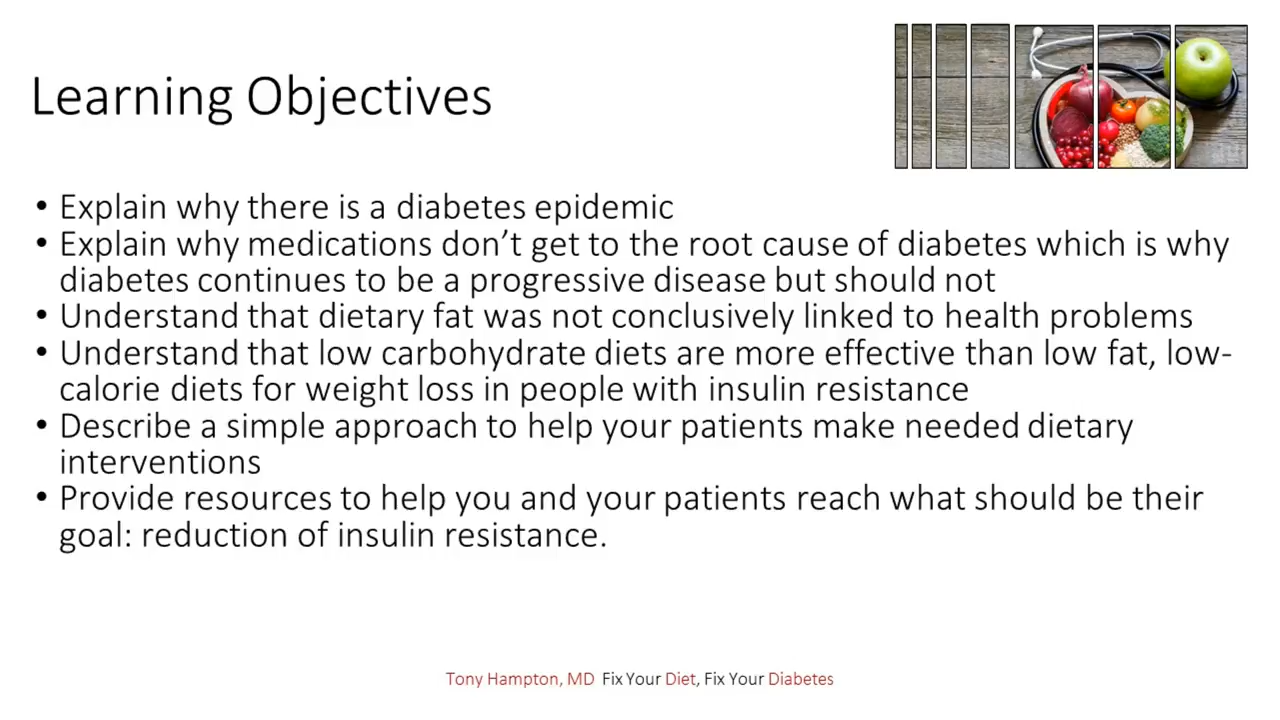 Learning Objectives
• Explain why there is a diabetes epidemic
• Explain why medications don’t get to the root cause of diabetes which is why
diabetes continues to be a progressive disease but should not
• Understand that dietary fat was not conclusively linked to health problems
• Understand that low carbohydrate diets are more effective than low fat, low-
calorie diets for weight loss in people with insulin resistance
• Describe a simple approach to help your patients make needed dietary
interventions
• Provide resources to help you and your patients reach what should be their
goal: reduction of insulin resistance.
Tony Hampton, MD Fix Your Diet, Fix Your Diabetes